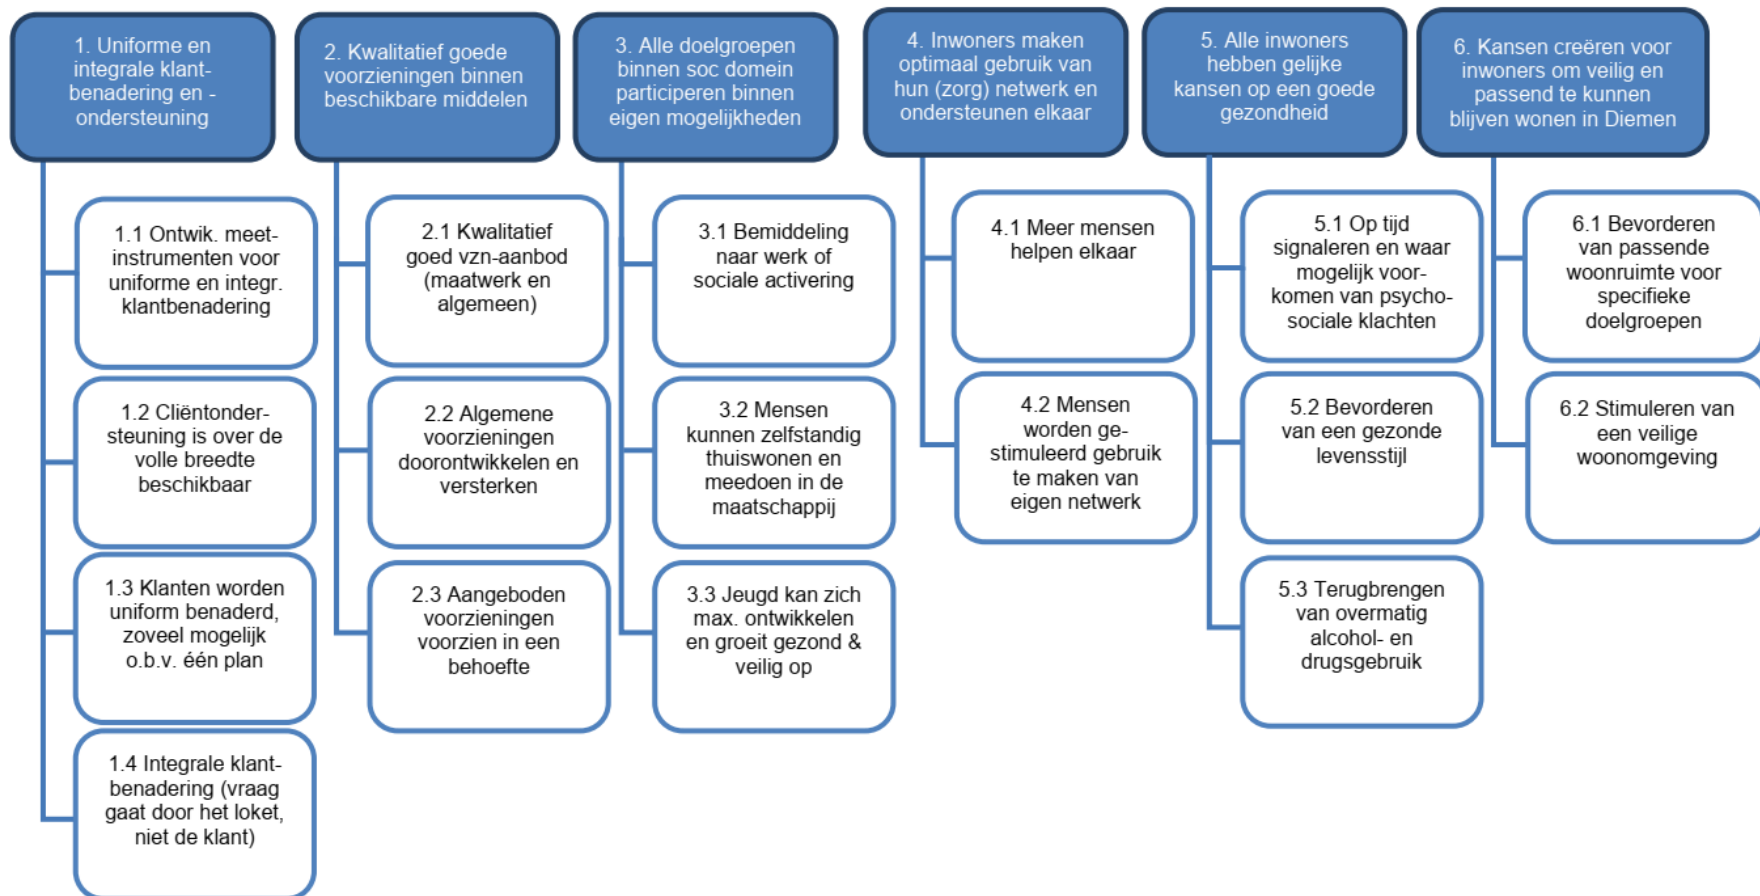 1. Uniforme en
integrale klant-
benadering en -
ondersteuning
1.1 Ontwik. meet-
instrumenten voor
uniforme en integr.
klantbenadering
1.2 Cliëntonder-
steuning is over de
volle breedte
beschikbaar
1.3 Klanten worden
uniform benaderd,
zoveel mogelijk
o.b.v. één plan
1.4 Integrale klant-
benadering (vraag
gaat door het loket,
niet de klant)
2. Kwalitatief goede
voorzieningen binnen
beschikbare middelen
2.1 Kwalitatief
goed vzn-aanbod
(maatwerk en
algemeen)
2.2 Algemene
voorzieningen
doorontwikkelen en
versterken
2.3 Aangeboden
voorzieningen
voorzien in een
behoefte
3. Alle doelgroepen
binnen soc domein
participeren binnen
eigen mogelijkheden
3.1 Bemiddeling
naar werk of
sociale activering
3.2 Mensen
kunnen zelfstandig
thuiswonen en
meedoen in de
maatschappij
3.3 Jeugd kan zich
max. ontwikkelen
en groeit gezond &
veilig op
4. Inwoners maken
optimaal gebruik van
hun (zorg) netwerk en
ondersteunen elkaar
4.1 Meer mensen
helpen elkaar
4.2 Mensen
worden ge-
stimuleerd gebruik
te maken van
eigen netwerk
5. Alle inwoners
hebben gelijke
kansen op een goede
gezondheid
5.1 Op tijd
signaleren en waar
mogelijk voor-
komen van psycho-
sociale klachten
5.2 Bevorderen
van een gezonde
levensstijl
5.3 Terugbrengen
van overmatig
alcohol- en
drugsgebruik
6. Kansen creëren voor
inwoners om veilig en
passend te kunnen
blijven wonen in Diemen
6.1 Bevorderen
van passende
woonruimte voor
specifieke
doelgroepen
6.2 Stimuleren van
een veilige
woonomgeving